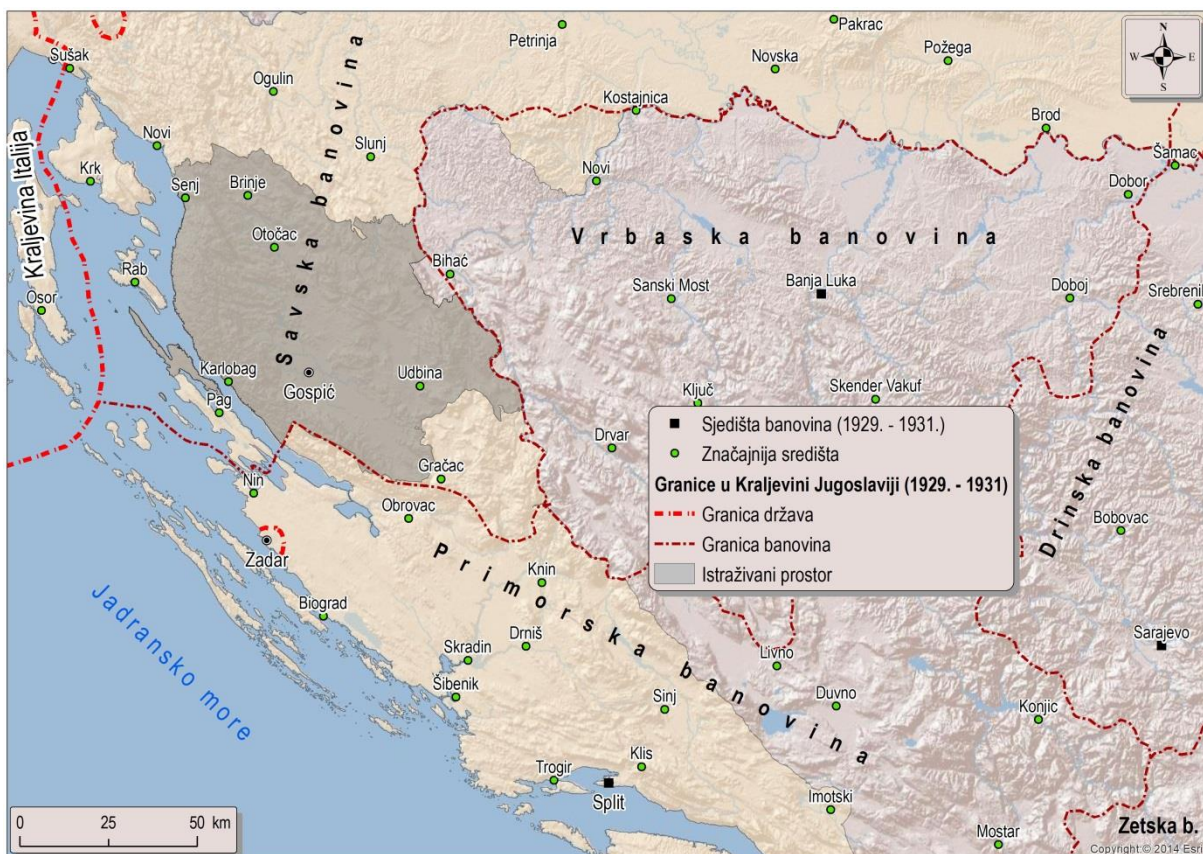 Sušak
Petrinja
Pakrac
Novska
Požega
N
W E
S
Ogulin
Kostajnica
Brod
Novi
Slunj
Šamac
Krk
Novi
Dobor
Senj
Brinje
Kraljevina Italija
Savska banovina
Otočac
Vrbaska banovina
Bihać
Rab
Sanski Most
Banja Luka
Doboj
Srebrenik
Osor
Karlobag
Gospić
Udbina
Pag
Ključ
Skender Vakuf
Drvar
Drinska banovina
Gračac
Nin
Obrovac
Bobovac
Zadar
Primorska banovina
Knin
Biograd
Drniš
Skradin
Sarajevo
Jadransko more
Livno
Šibenik
Sinj
Duvno
Konjic
Klis
Trogir
Split
Imotski
Mostar
Zetska b.
Sjedišta banovina (1929. - 1931.)
Značajnija središta
Granice u Kraljevini Jugoslaviji (1929. - 1931)
Granica država
Granica banovina
Istraživani prostor
0 25 50 km
Copyright:© 2014 Esri